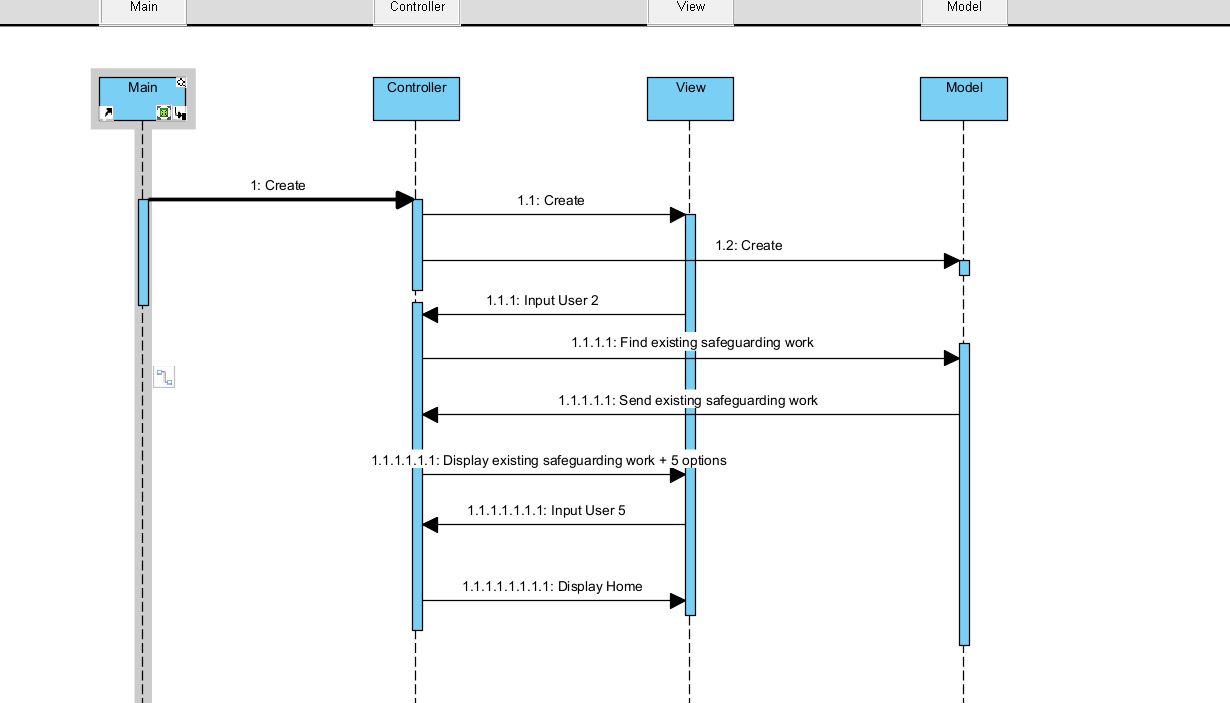 Main
Controller
View
Model
Main
Controller
View
Model
1: Create
1.1: Create
1.2: Create
1.1.1: Input User 2
1.1.1.1: Find existing safeguarding work
1.1.1.1.1: Send existing safeguarding work
1.1.1.1.1.1: Display existing safeguarding work + 5 options
1.1.1.1.1.1.1: Input User 5
1.1.1.1.1.1.1.1: Display Home